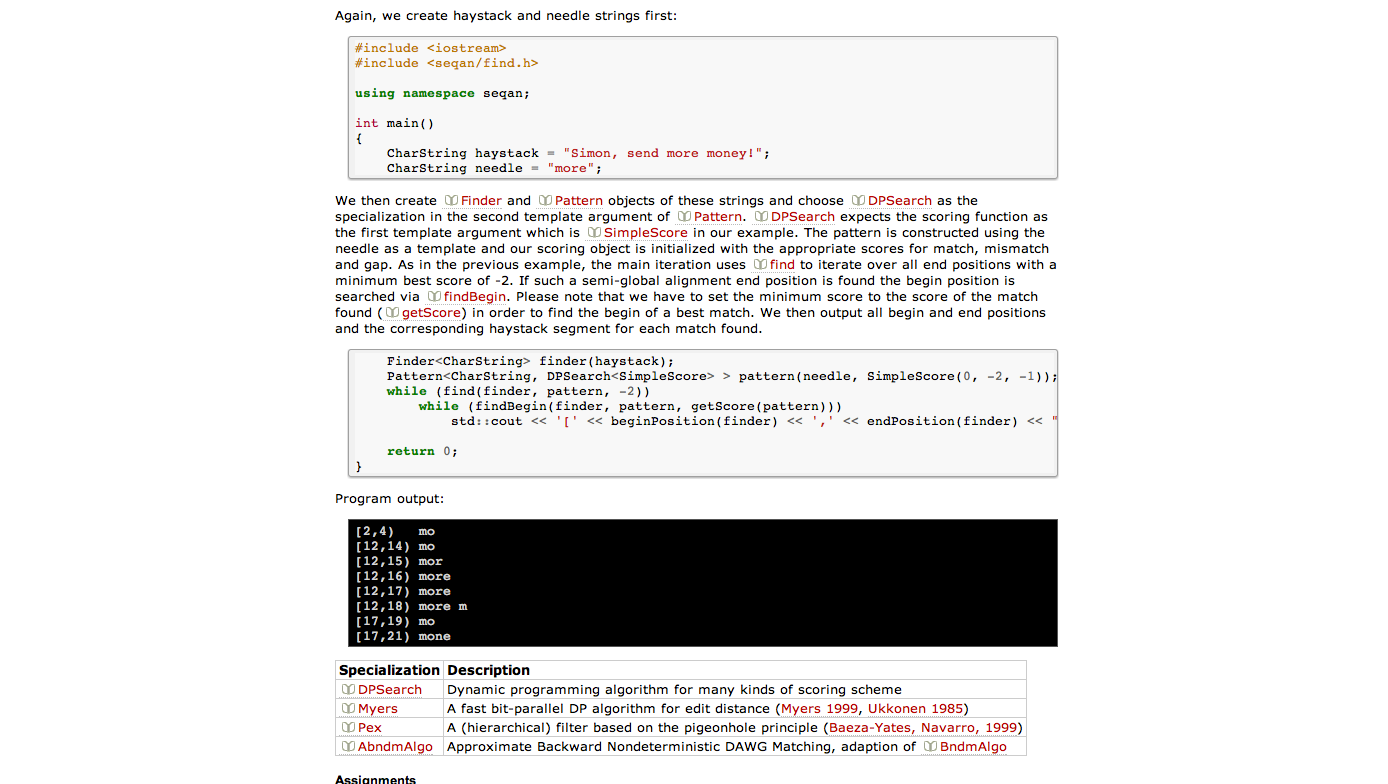 Again, we create haystack and needle strings first:
#include <iostream>
#include <seqan/find.h>
using namespace seqan;
int main()
{
    CharString haystack = "Simon, send more money!";
    CharString needle = "more";
We then create Finder and Pattern objects of these strings and choose DPSearch as the
specialization in the second template argument of Pattern. DPSearch expects the scoring function as
the first template argument which is SimpleScore in our example. The pattern is constructed using the
needle as a template and our scoring object is initialized with the appropriate scores for match, mismatch
and gap. As in the previous example, the main iteration uses find to iterate over all end positions with a
minimum best score of -2. If such a semi-global alignment end position is found the begin position is
searched via findBegin. Please note that we have to set the minimum score to the score of the match
found (getScore) in order to find the begin of a best match. We then output all begin and end positions
and the corresponding haystack segment for each match found.
    Finder<CharString> finder(haystack);
    Pattern<CharString, DPSearch<SimpleScore> > pattern(needle, SimpleScore(0, -2, -1));
    while (find(finder, pattern, -2))
        while (findBegin(finder, pattern, getScore(pattern)))
            std::cout << '[' << beginPosition(finder) << ',' << endPosition(finder) << "
    return 0;
}
Program output:
[2,4)   mo
[12,14) mo
[12,15) mor
[12,16) more
[12,17) more
[12,18) more m
[17,19) mo
[17,21) mone
Specialization Description
DPSearch Dynamic programming algorithm for many kinds of scoring scheme
Myers A fast bit-parallel DP algorithm for edit distance (Myers 1999, Ukkonen 1985)
Pex A (hierarchical) filter based on the pigeonhole principle (Baeza-Yates, Navarro, 1999)
AbndmAlgo Approximate Backward Nondeterministic DAWG Matching, adaption of BndmAlgo
Assignments